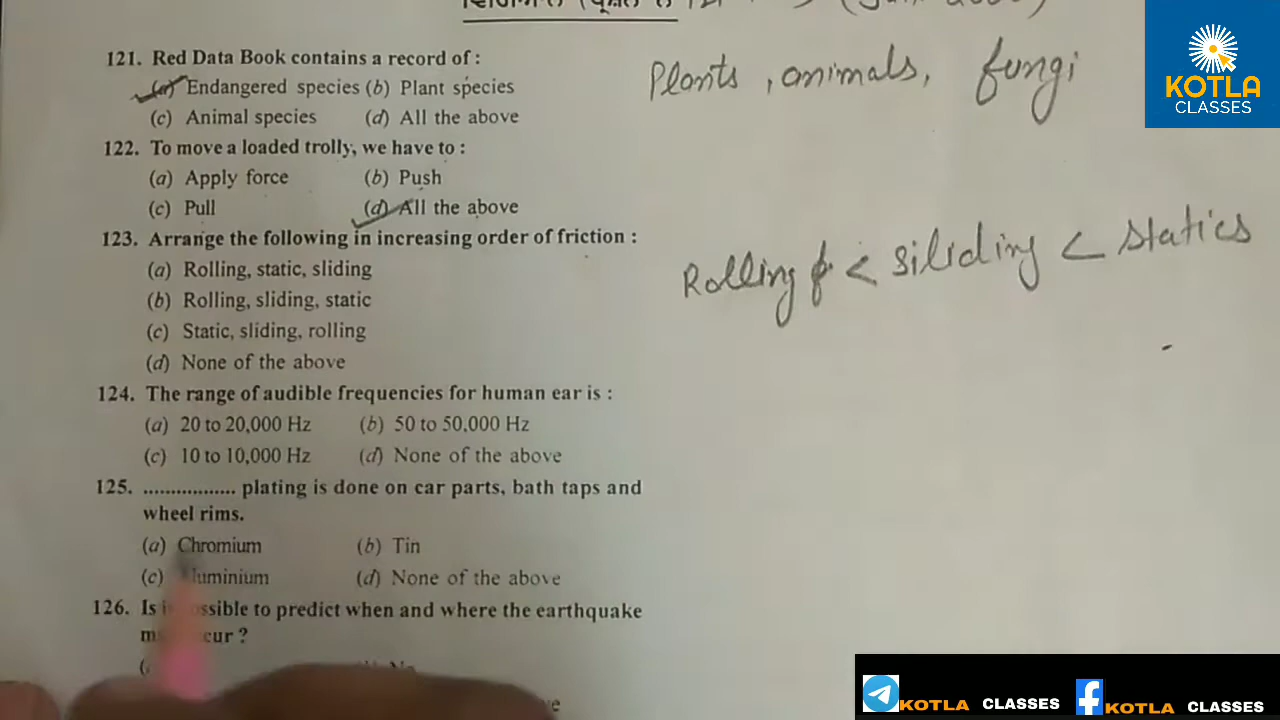 121. Red Data Book contains a record of :
(a) Endangered species (b) Plant species
(c) Animal species (d) All the above
122. To move a loaded trolly, we have to :
(a) Apply force (b) Push
(c) Pull (d) All the above
123. Arrange the following in increasing order of friction :
(a) Rolling, static, sliding
(b) Rolling, sliding, static
(c) Static, sliding, rolling
(d) None of the above
124. The range of audible frequencies for human ear is :
(a) 20 to 20,000 Hz (b) 50 to 50,000 Hz
(c) 10 to 10,000 Hz (d) None of the above
125. ................. plating is done on car parts, bath taps and
wheel rims.
(a) Chromium (b) Tin
(c) Aluminium (d) None of the above
126. Is possible to predict when and where the earthquake
?
Plants , animals, fungi
Rolling < siliding < statics
KOTLA
CLASSES
KOTLA CLASSES
KOTLA CLASSES